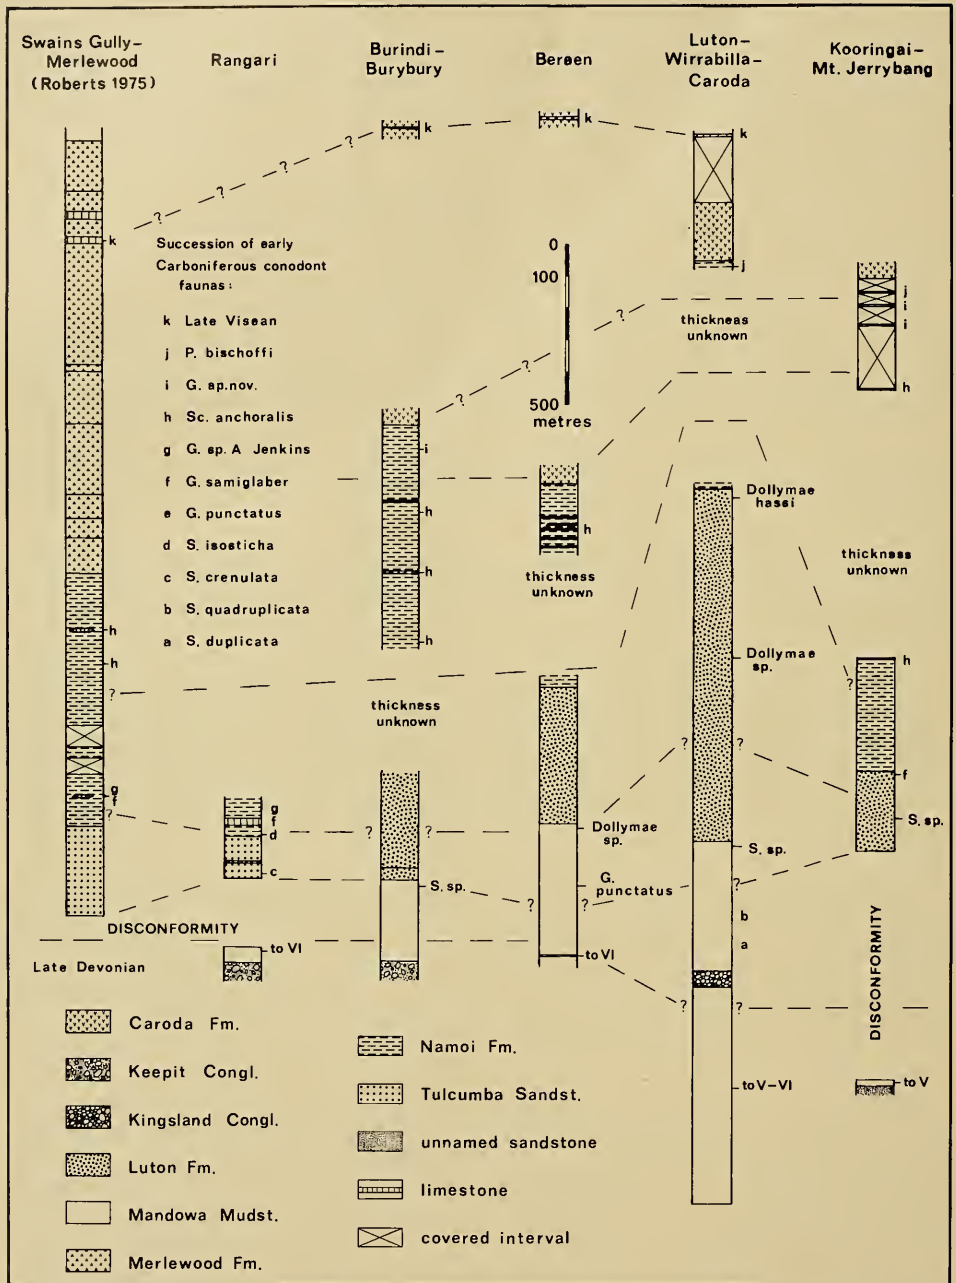 Swains Gully–
Merlewood
(Roberts 1975)
Rangari
Burindi –
Burybury
Bereen
Luton–
Wirrabilla–
Caroda
Kooringai–
Mt. Jerrybang
k
? ? ? ?
k
k
k
j
k
Succession of early
Carboniferous conodont
faunas :
k Late Visean
j P. bischoffi
i G. sp.nov.
h Sc. anchoralis
g G. sp. A Jenkins
f G. samiglaber
e G. punctatus
d S. isosticha
c S. crenulata
b S. quadruplicata
a S. duplicata
0
100
500
metres
thickness
unknown
j
i
i
h
? ? ?
i
h
h
h
h
thickness
unknown
Dollymae
hassi
Dollymae
sp.
thickness
unknown
h
h
h
?
thickness
unknown
?
? ?
f
S. sp.
g
f
?
g
f
d
c
? ?
S. sp.
Dollymae
sp.
G.
punctatus
? ?
S. sp.
?
b
a
DISCONFORMITY
Late Devonian
to VI
to VI
? ?
to V–VI
DISCONFORMITY
to V
Caroda Fm.
Keepit Congl.
Kingsland Congl.
Luton Fm.
Mandowa Mudst.
Merlewood Fm.
Namoi Fm.
Tulcumba Sandst.
unnamed sandstone
limestone
covered interval